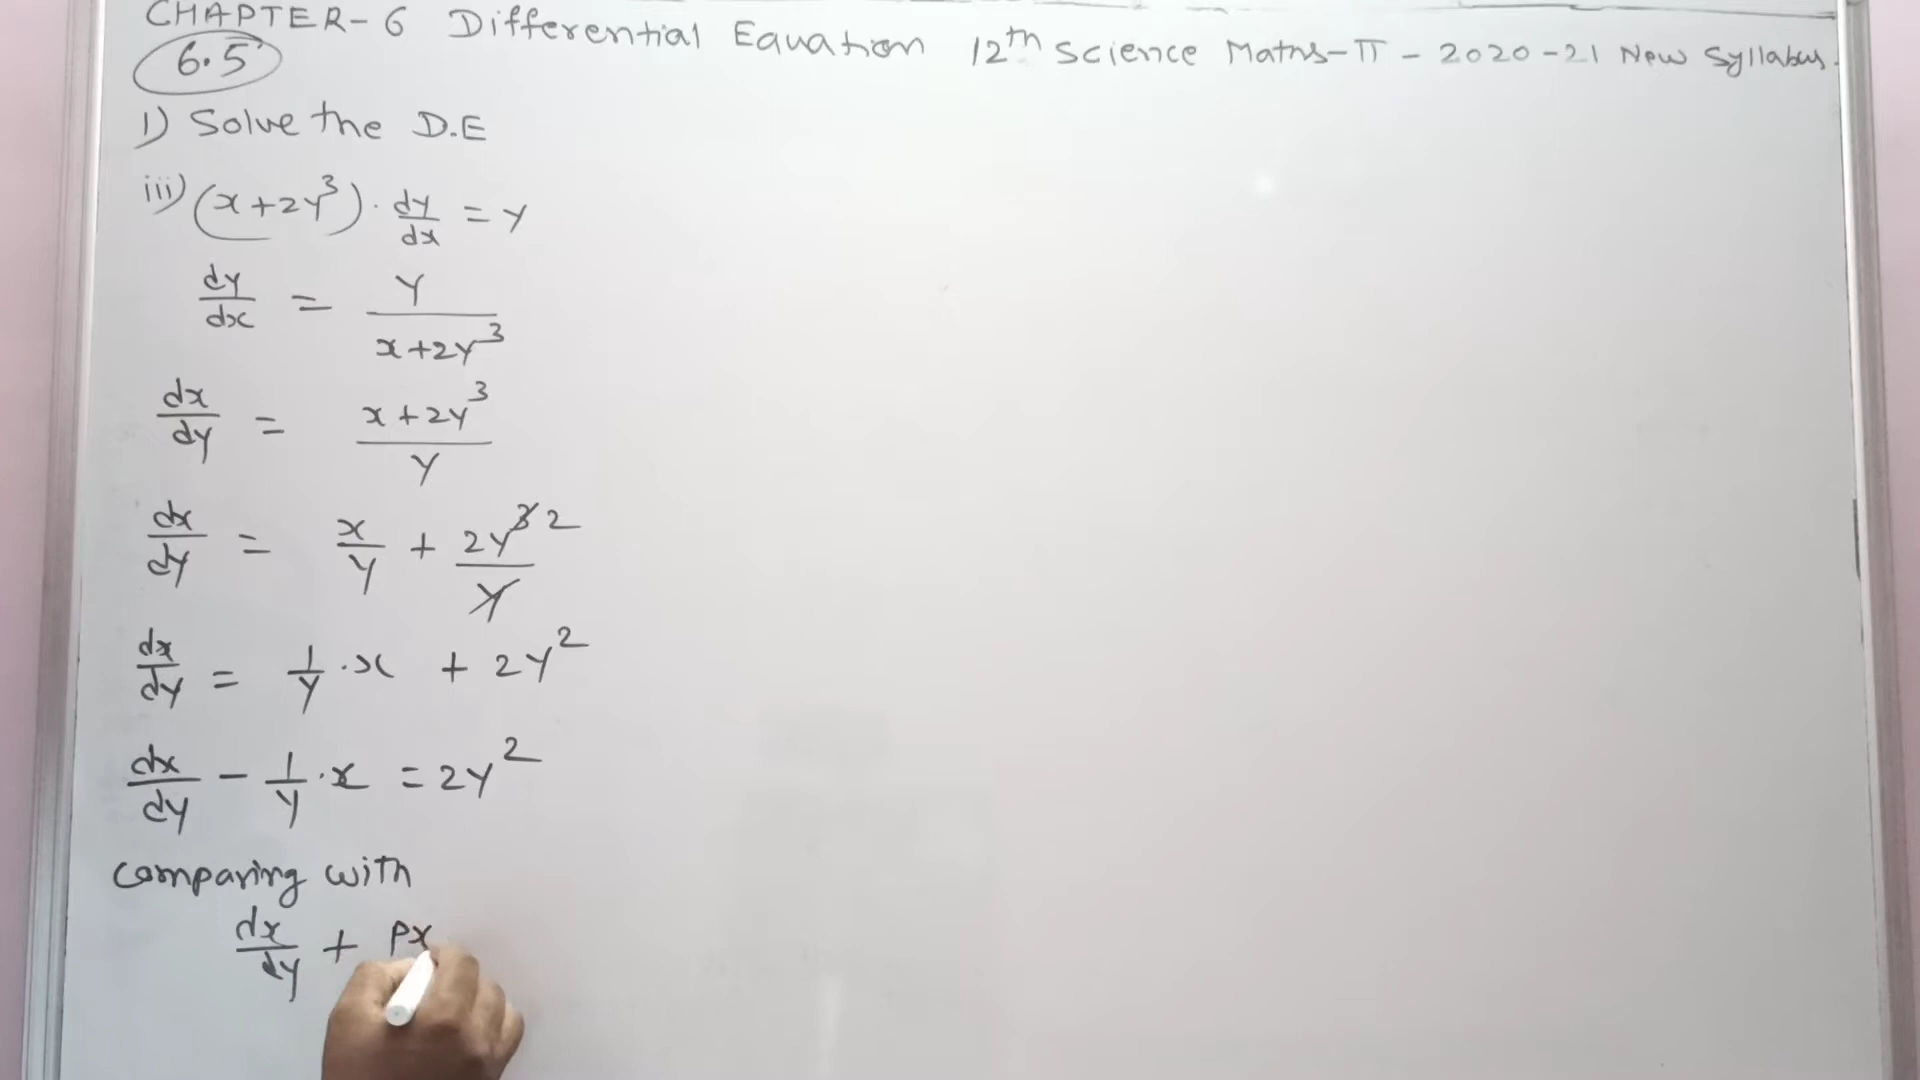 CHAPTER-6 Differential Equation 12th Science Maths-II - 2020-21 New Syllabus.
6.5
1) Solve the D.E
iii) (x+2y³) · dy/dx = y
dy/dx = y/(x+2y³)
dx/dy = (x+2y³)/y
dx/dy = x/y + 2y³ 2/y
dx/dy = 1/y · x + 2y²
dx/dy - 1/y · x = 2y²
comparing with
dx/dy + Px